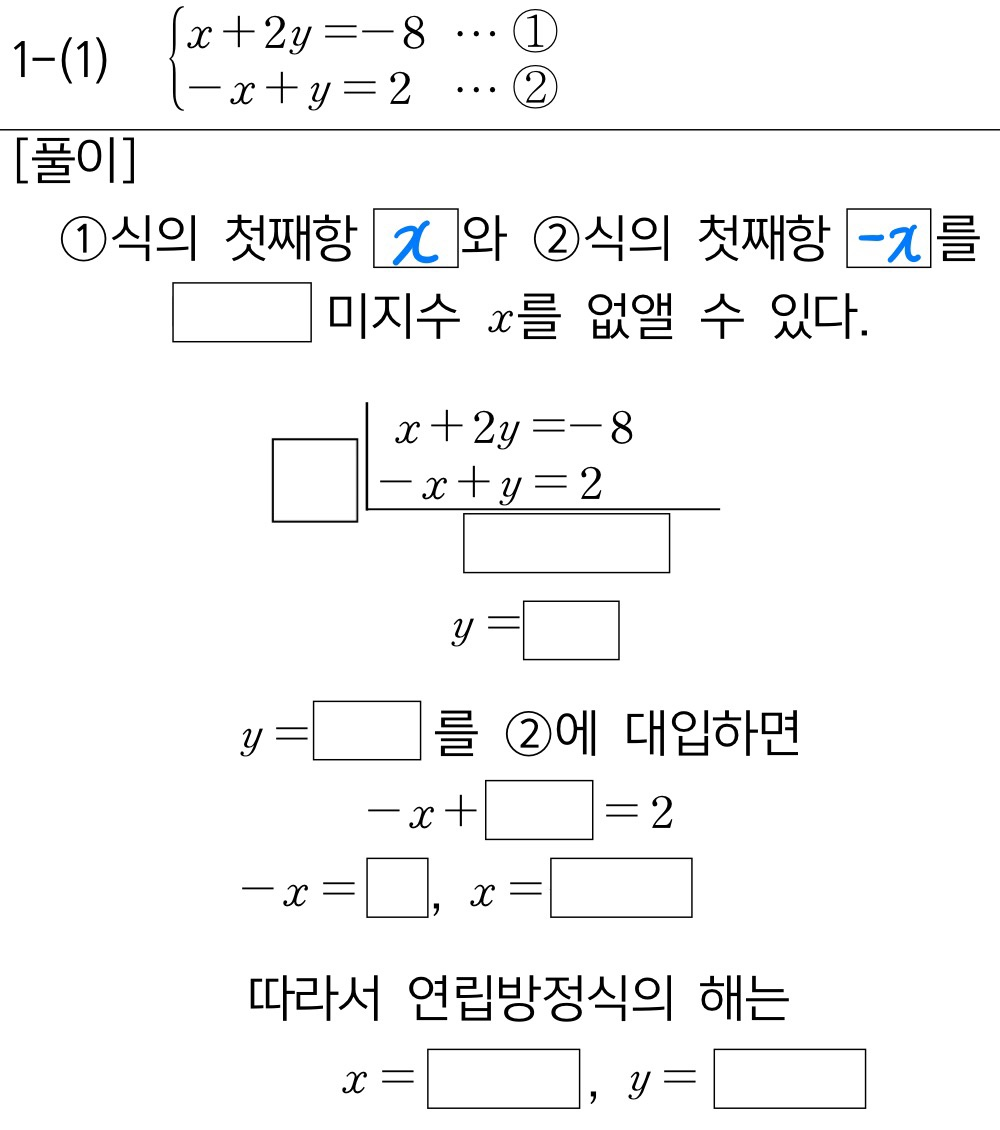 1-(1) x+2y=-8 … ①
-x+y=2 … ②
[풀이]
①식의 첫째항 x와 ②식의 첫째항 -x를
미지수 x를 없앨 수 있다.
x+2y=-8
-x+y=2
y=
y= 를 ②에 대입하면
-x+ =2
-x= , x=
따라서 연립방정식의 해는
x= , y=